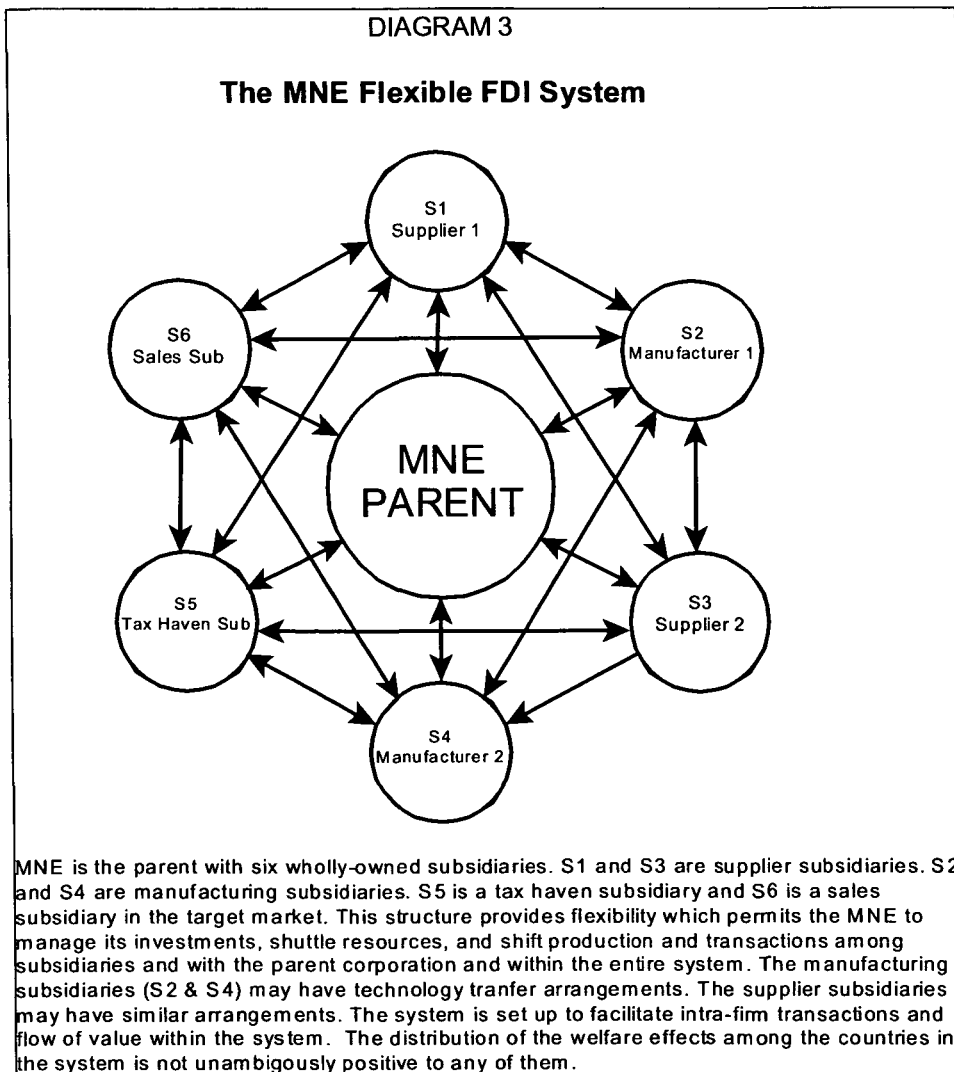 DIAGRAM 3
The MNE Flexible FDI System
S1
Supplier 1
S6
Sales Sub
S2
Manufacturer 1
MNE
PARENT
S5
Tax Haven Sub
S3
Supplier 2
S4
Manufacturer 2
MNE is the parent with six wholly-owned subsidiaries. S1 and S3 are supplier subsidiaries. S2
and S4 are manufacturing subsidiaries. S5 is a tax haven subsidiary and S6 is a sales
subsidiary in the target market. This structure provides flexibility which permits the MNE to
manage its investments, shuttle resources, and shift production and transactions among
subsidiaries and with the parent corporation and within the entire system. The manufacturing
subsidiaries (S2 & S4) may have technology tranfer arrangements. The supplier subsidiaries
may have similar arrangements. The system is set up to facilitate intra-firm transactions and
flow of value within the system. The distribution of the welfare effects among the countries in
the system is not unambigously positive to any of them.